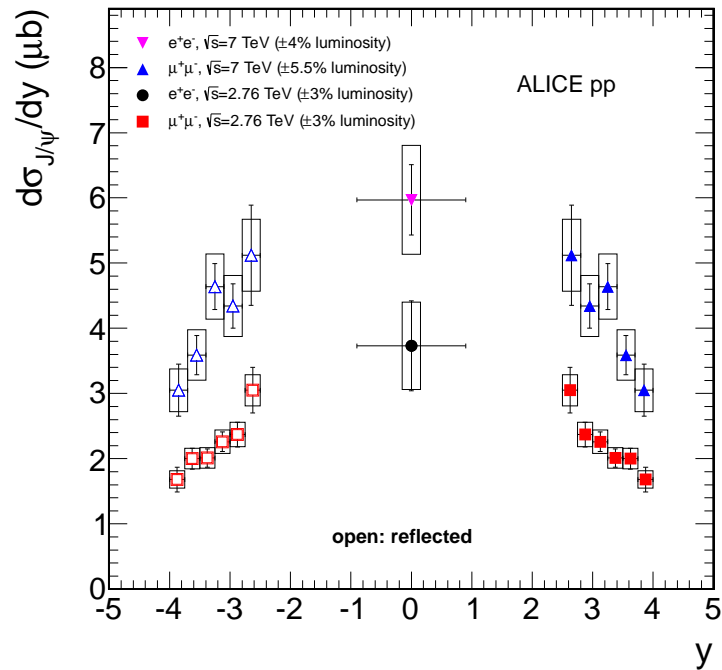 dσ_J/ψ/dy (μb)
e⁺e⁻, √s=7 TeV (±4% luminosity)
μ⁺μ⁻, √s=7 TeV (±5.5% luminosity)
e⁺e⁻, √s=2.76 TeV (±3% luminosity)
μ⁺μ⁻, √s=2.76 TeV (±3% luminosity)
ALICE pp
8
7
6
5
4
3
2
1
0
open: reflected
-5 -4 -3 -2 -1 0 1 2 3 4 5
y